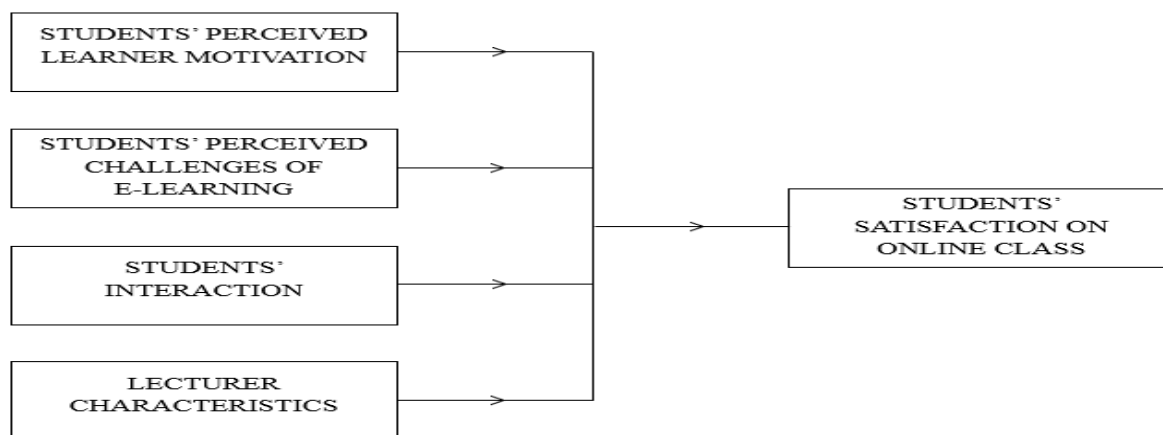 STUDENTS’ PERCEIVED
LEARNER MOTIVATION
STUDENTS’ PERCEIVED
CHALLENGES OF
E-LEARNING
STUDENTS’
INTERACTION
LECTURER
CHARACTERISTICS
STUDENTS’
SATISFACTION ON
ONLINE CLASS